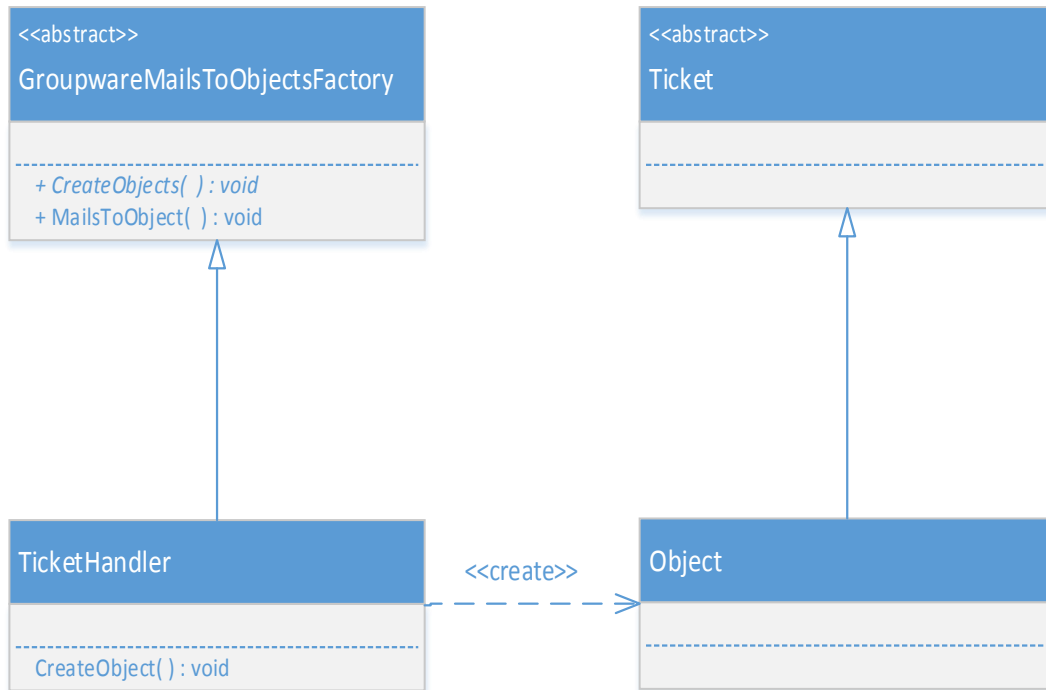 <<abstract>>
GroupwareMailsToObjectsFactory
+ CreateObjects( ) : void
+ MailsToObject( ) : void
<<abstract>>
Ticket
TicketHandler
CreateObject( ) : void
<<create>>
Object